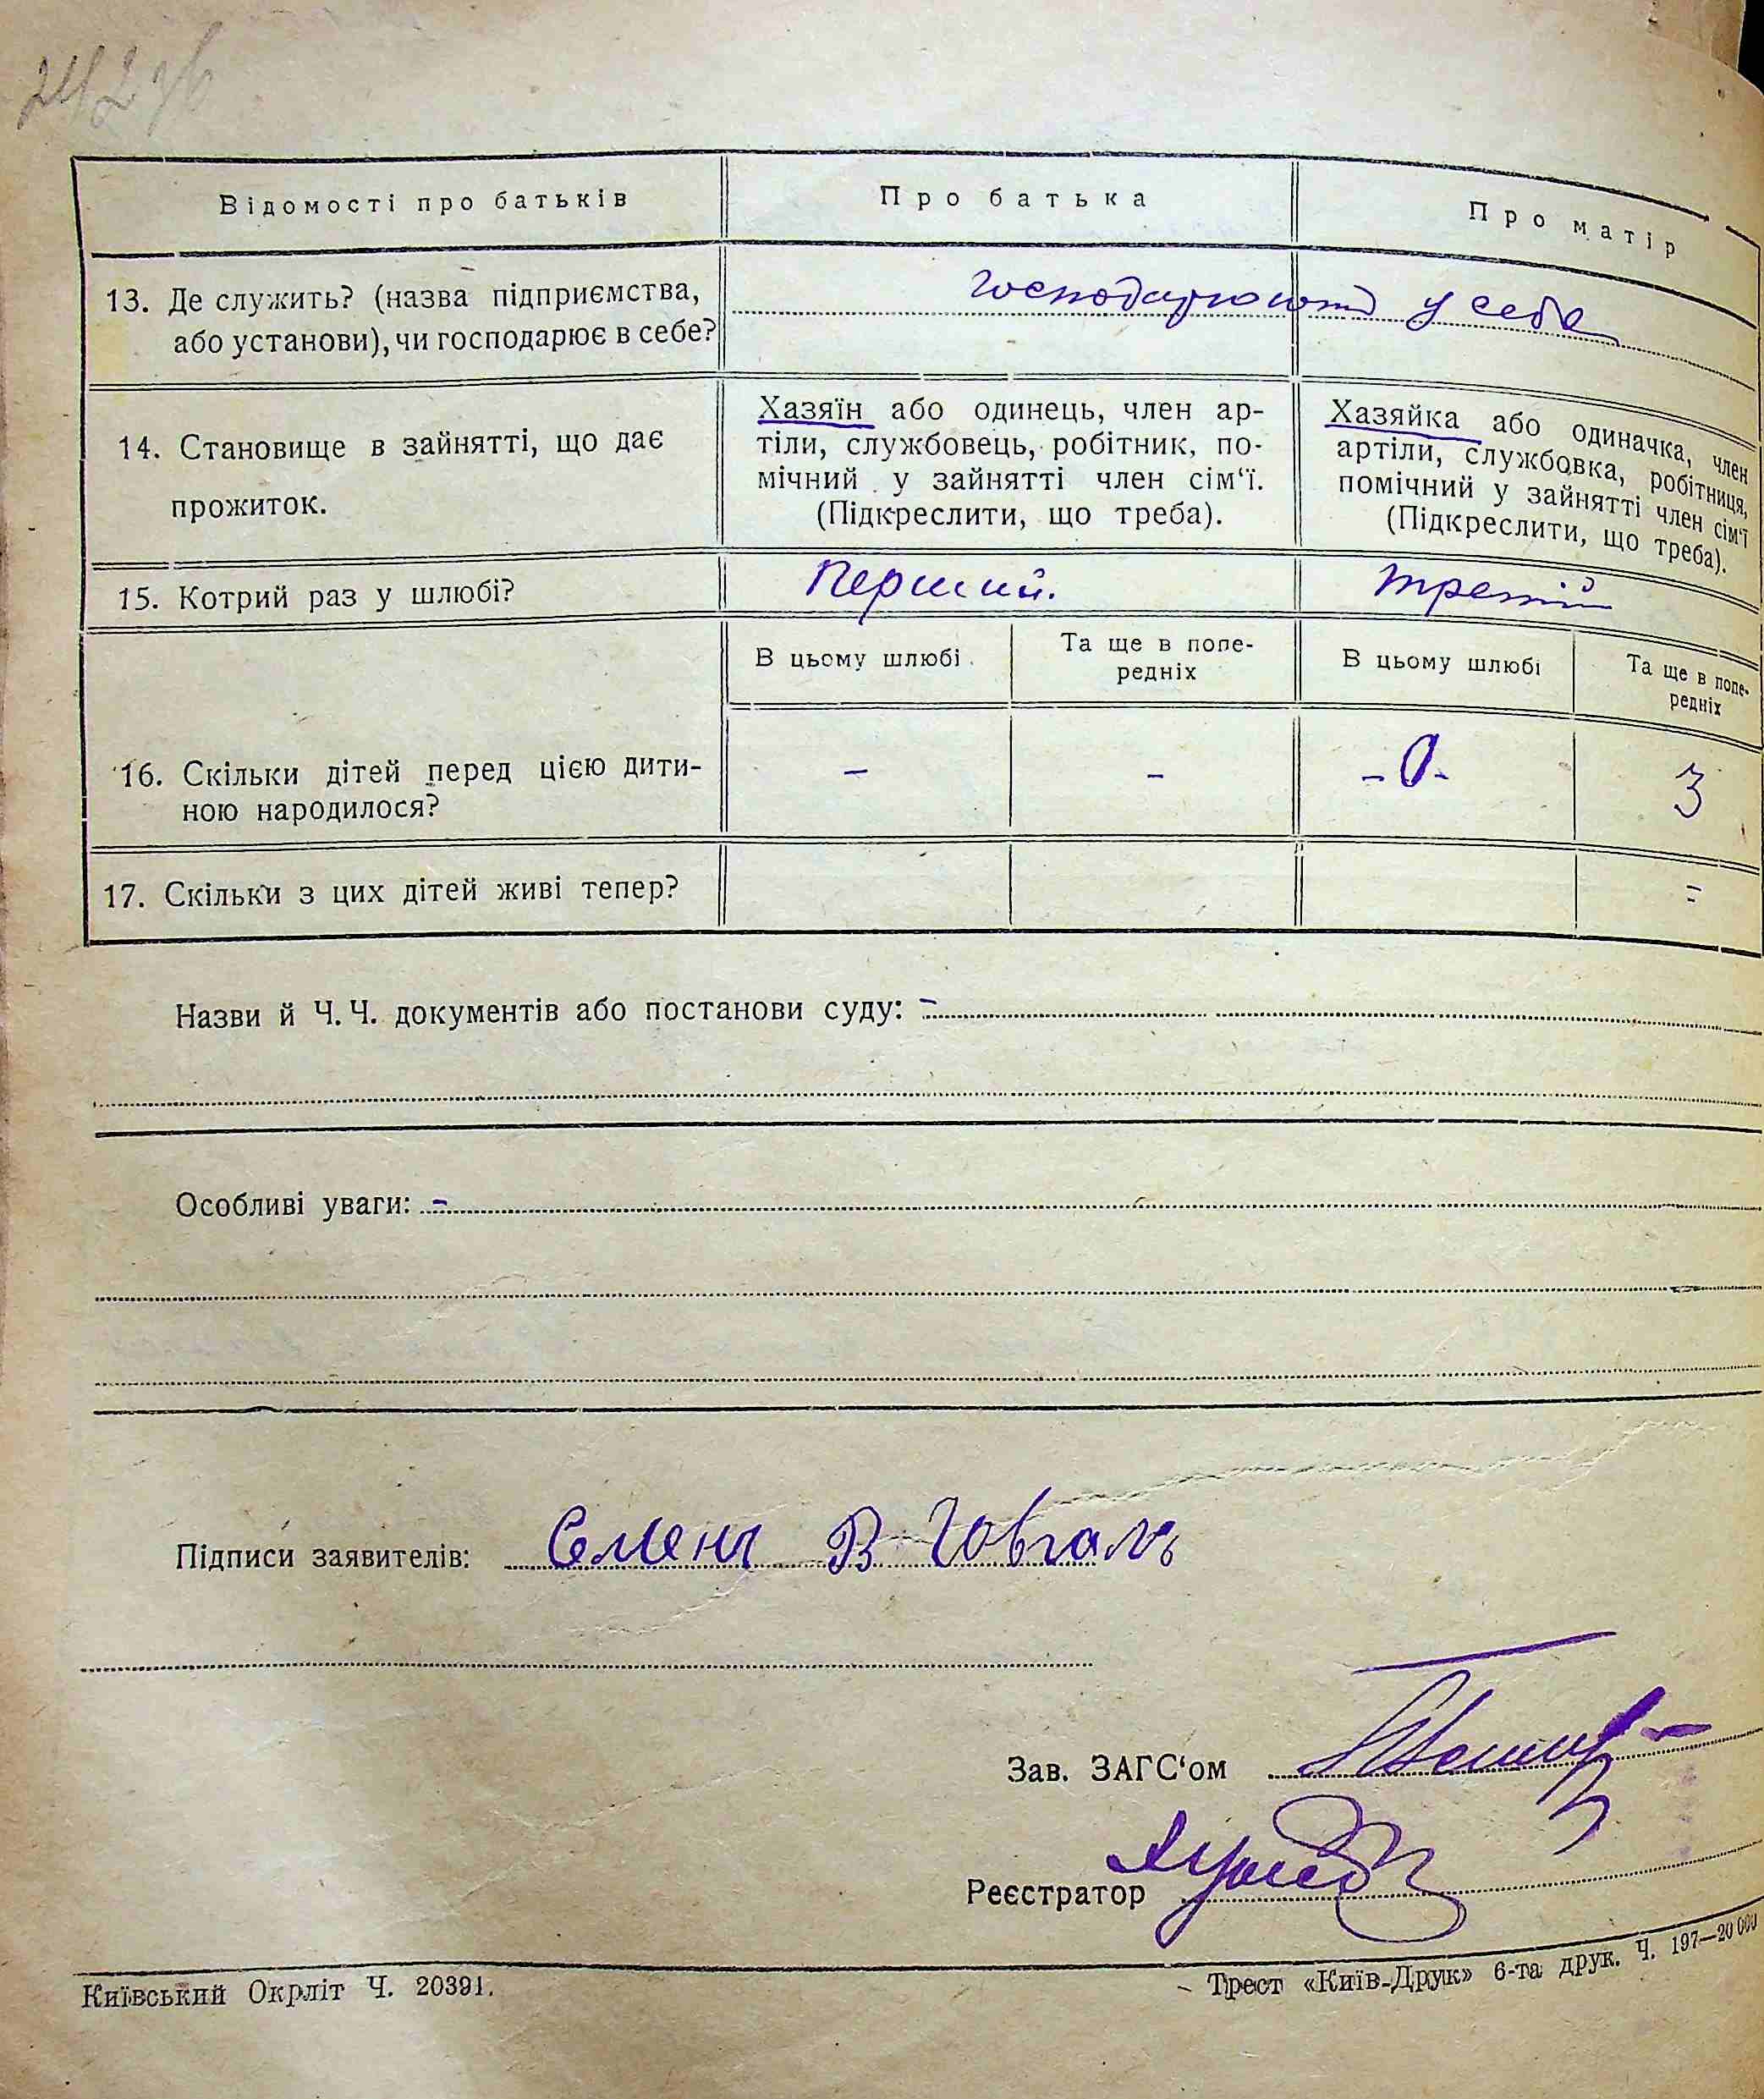 Відомості про батьків
Про батька
Про матір
13. Де служить? (назва підприємства,
або установи), чи господарює в себе?
господарюють у себе
14. Становище в зайнятті, що дає
прожиток.
Хазяїн або одинець, член ар-
тіли, службовець, робітник, по-
мічний у зайнятті член сім‘ї.
(Підкреслити, що треба).
Хазяйка або одиначка, член
артіли, службовка, робітниця,
помічний у зайнятті член сім‘ї
(Підкреслити, що треба).
15. Котрий раз у шлюбі?
Перший.
третій
В цьому шлюбі
Та ще в попе-
редніх
В цьому шлюбі
Та ще в попе-
редніх
16. Скільки дітей перед цією дити-
ною народилося?
-
-
-0-
3
17. Скільки з цих дітей живі тепер?
Назви й Ч. Ч. документів або постанови суду: -
Особливі уваги: -
Підписи заявителів: Семен В Говгаль
Зав. ЗАГС‘ом
Реєстратор
Київський Окрліт Ч. 20391.
Трест «Київ-Друк» 6-та друк. Ч. 197—20 000